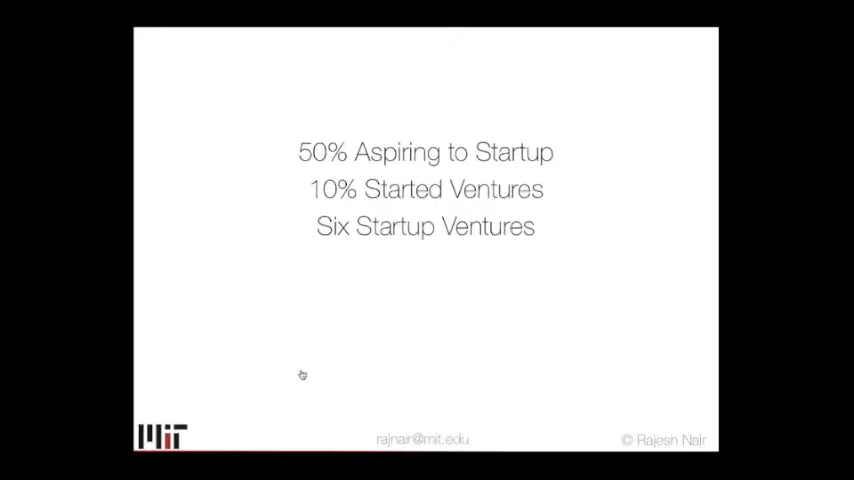 50% Aspiring to Startup
10% Started Ventures
Six Startup Ventures
MIT
rajnair@mit.edu
© Rajesh Nair